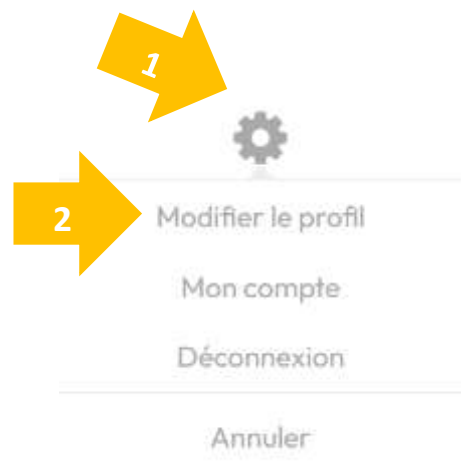 1
2
Modifier le profil
Mon compte
Déconnexion
Annuler